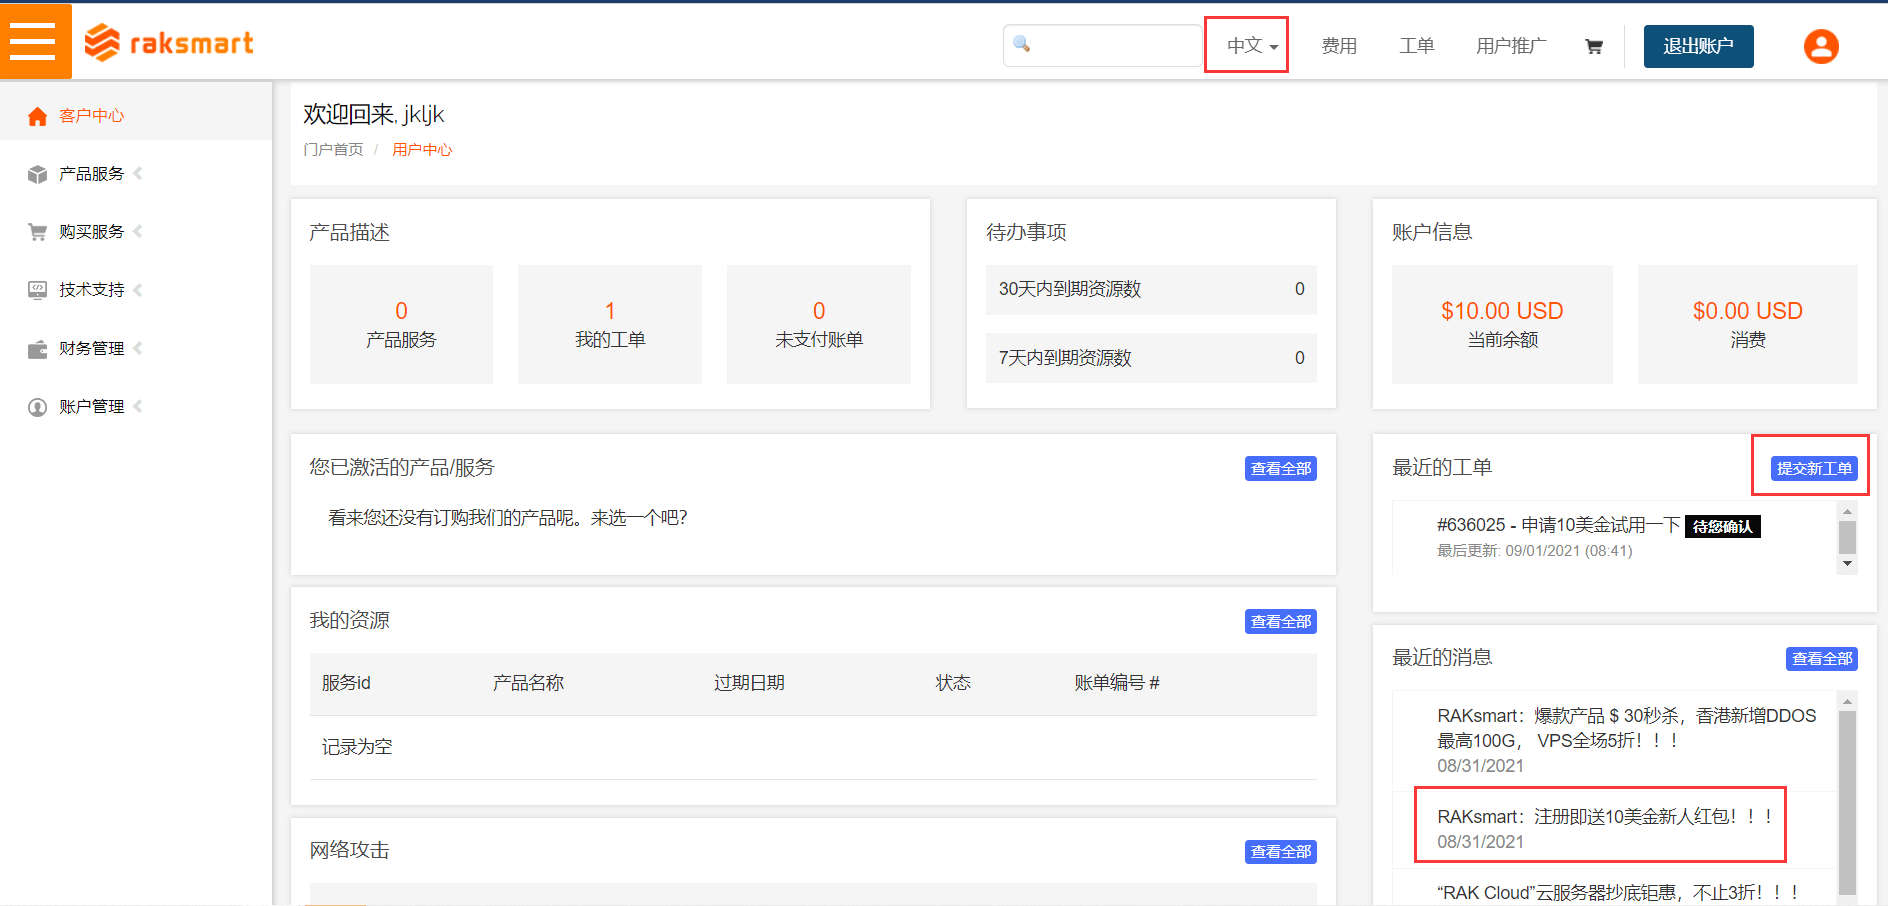 raksmart
中文
费用
工单
用户推广
退出账户
客户中心
产品服务
购买服务
技术支持
财务管理
账户管理
欢迎回来, jkljk
门户首页 / 用户中心
产品描述
0
产品服务
1
我的工单
0
未支付账单
待办事项
30天内到期资源数 0
7天内到期资源数 0
账户信息
$10.00 USD
当前余额
$0.00 USD
消费
您已激活的产品/服务
查看全部
看来您还没有订购我们的产品呢。来选一个吧?
最近的工单
提交新工单
#636025 - 申请10美金试用一下 待您确认
最后更新: 09/01/2021 (08:41)
我的资源
查看全部
服务id 产品名称 过期日期 状态 账单编号 #
记录为空
最近的消息
查看全部
RAKsmart：爆款产品 $ 30秒杀，香港新增DDOS
最高100G， VPS全场5折！！！
08/31/2021
RAKsmart：注册即送10美金新人红包！！！
08/31/2021
“RAK Cloud”云服务器抄底钜惠，不止3折！！！
网络攻击
查看全部